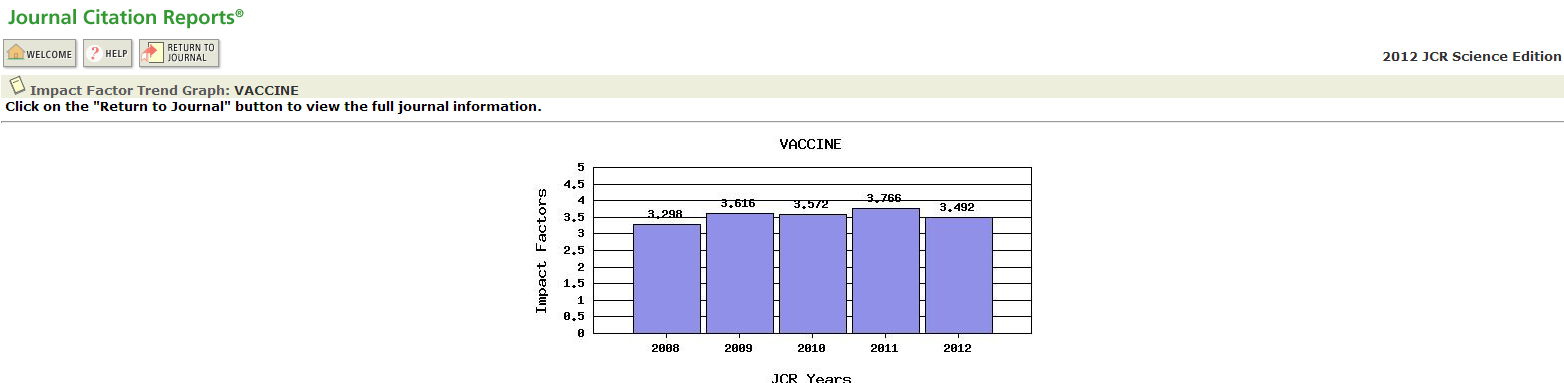 Journal Citation Reports®
WELCOME
? HELP
RETURN TO
JOURNAL
2012 JCR Science Edition
Impact Factor Trend Graph: VACCINE
Click on the "Return to Journal" button to view the full journal information.
VACCINE
Impact Factors
5
4.5
4
3.5
3
2.5
2
1.5
1
0.5
0
3.298
3.616
3.572
3.766
3.492
2008 2009 2010 2011 2012
JCR Years